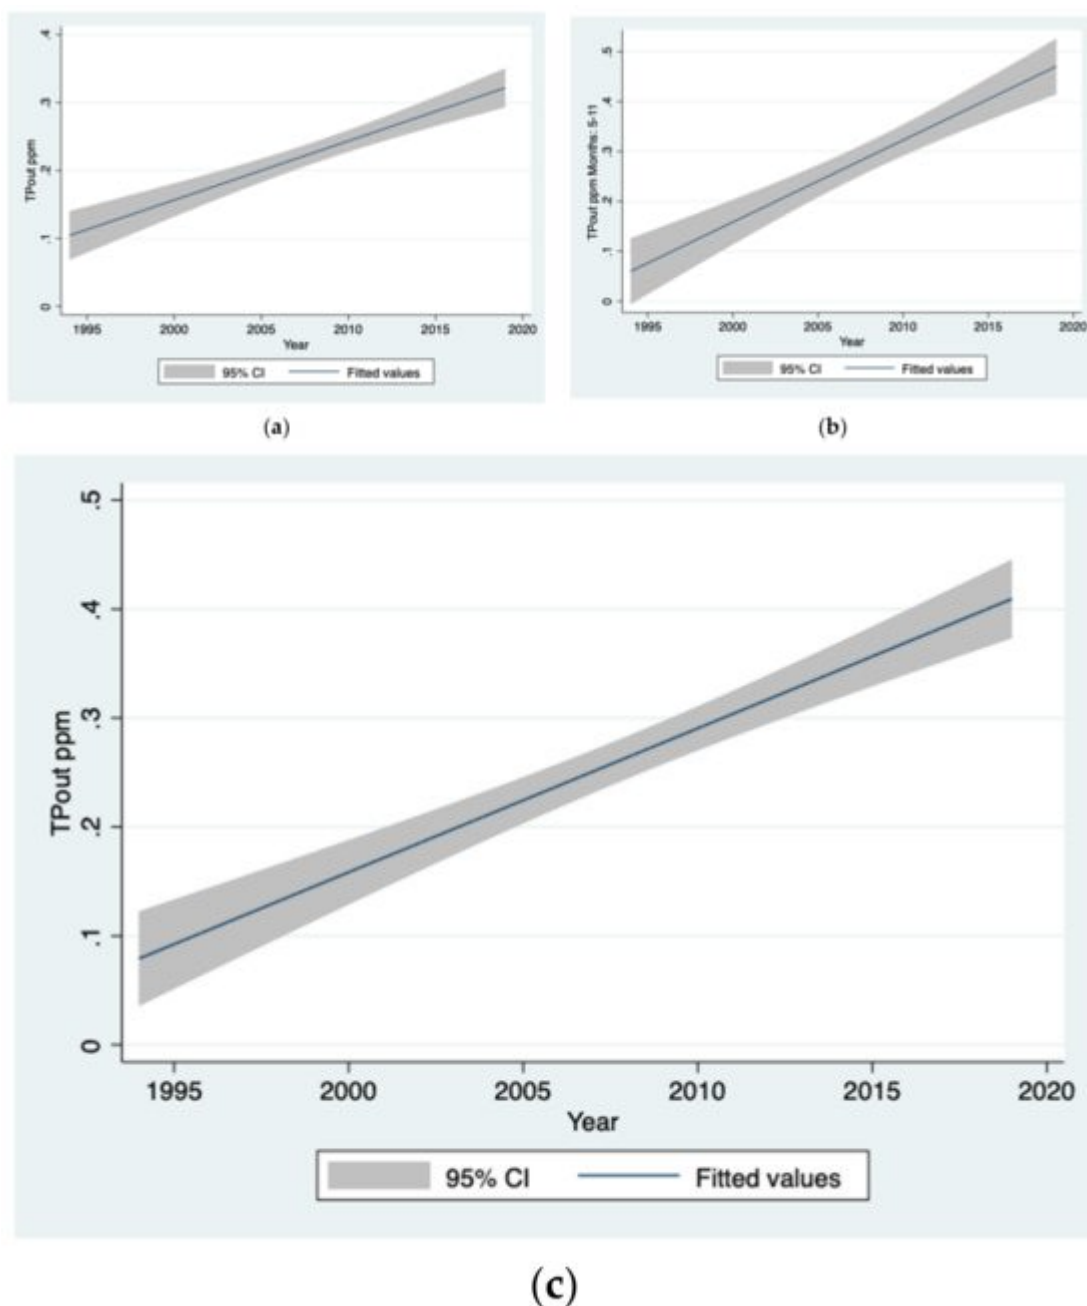 .4
.3
.2
.1
0
TPout ppm
1995 2000 2005 2010 2015 2020
Year
95% CI Fitted values
(a)
.5
.4
.3
.2
.1
0
TPout ppm Months: 5-11
1995 2000 2005 2010 2015 2020
Year
95% CI Fitted values
(b)
.5
.4
.3
.2
.1
0
TPout ppm
1995 2000 2005 2010 2015 2020
Year
95% CI Fitted values
(c)